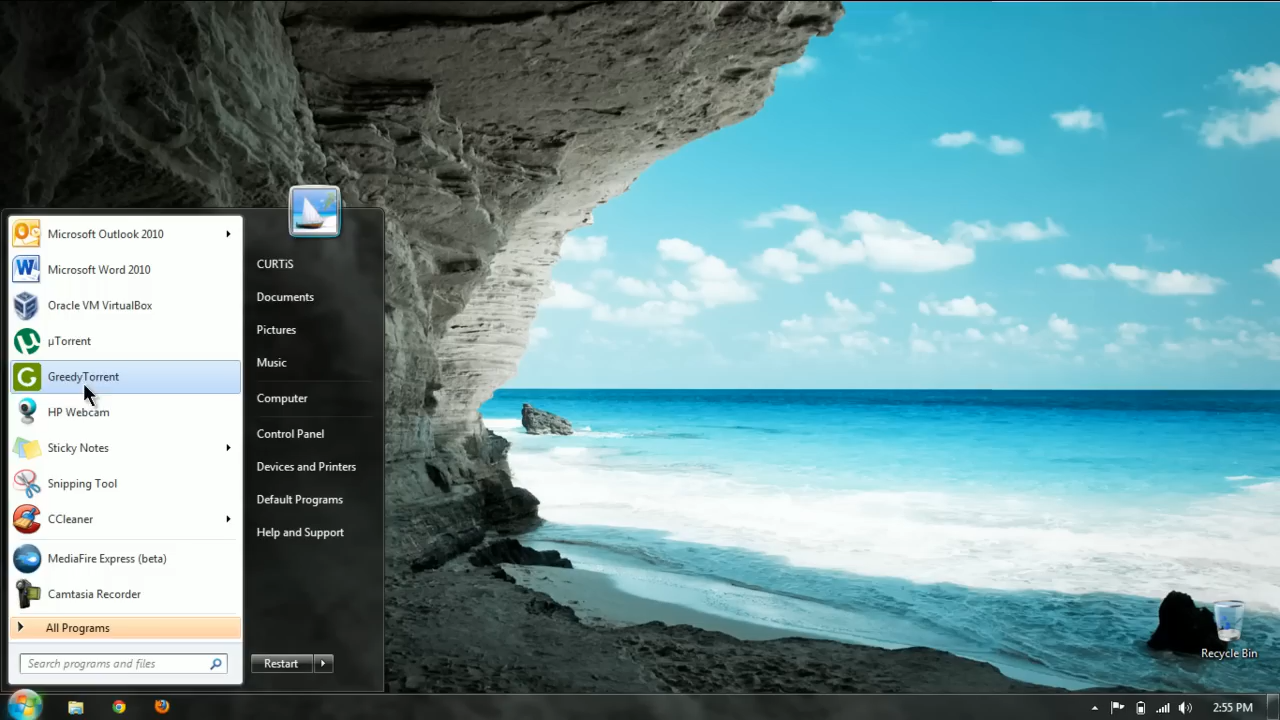 Microsoft Outlook 2010
Microsoft Word 2010
Oracle VM VirtualBox
µTorrent
GreedyTorrent
HP Webcam
Sticky Notes
Snipping Tool
CCleaner
MediaFire Express (beta)
Camtasia Recorder
All Programs
Search programs and files
CURTiS
Documents
Pictures
Music
Computer
Control Panel
Devices and Printers
Default Programs
Help and Support
Restart
Recycle Bin
2:55 PM